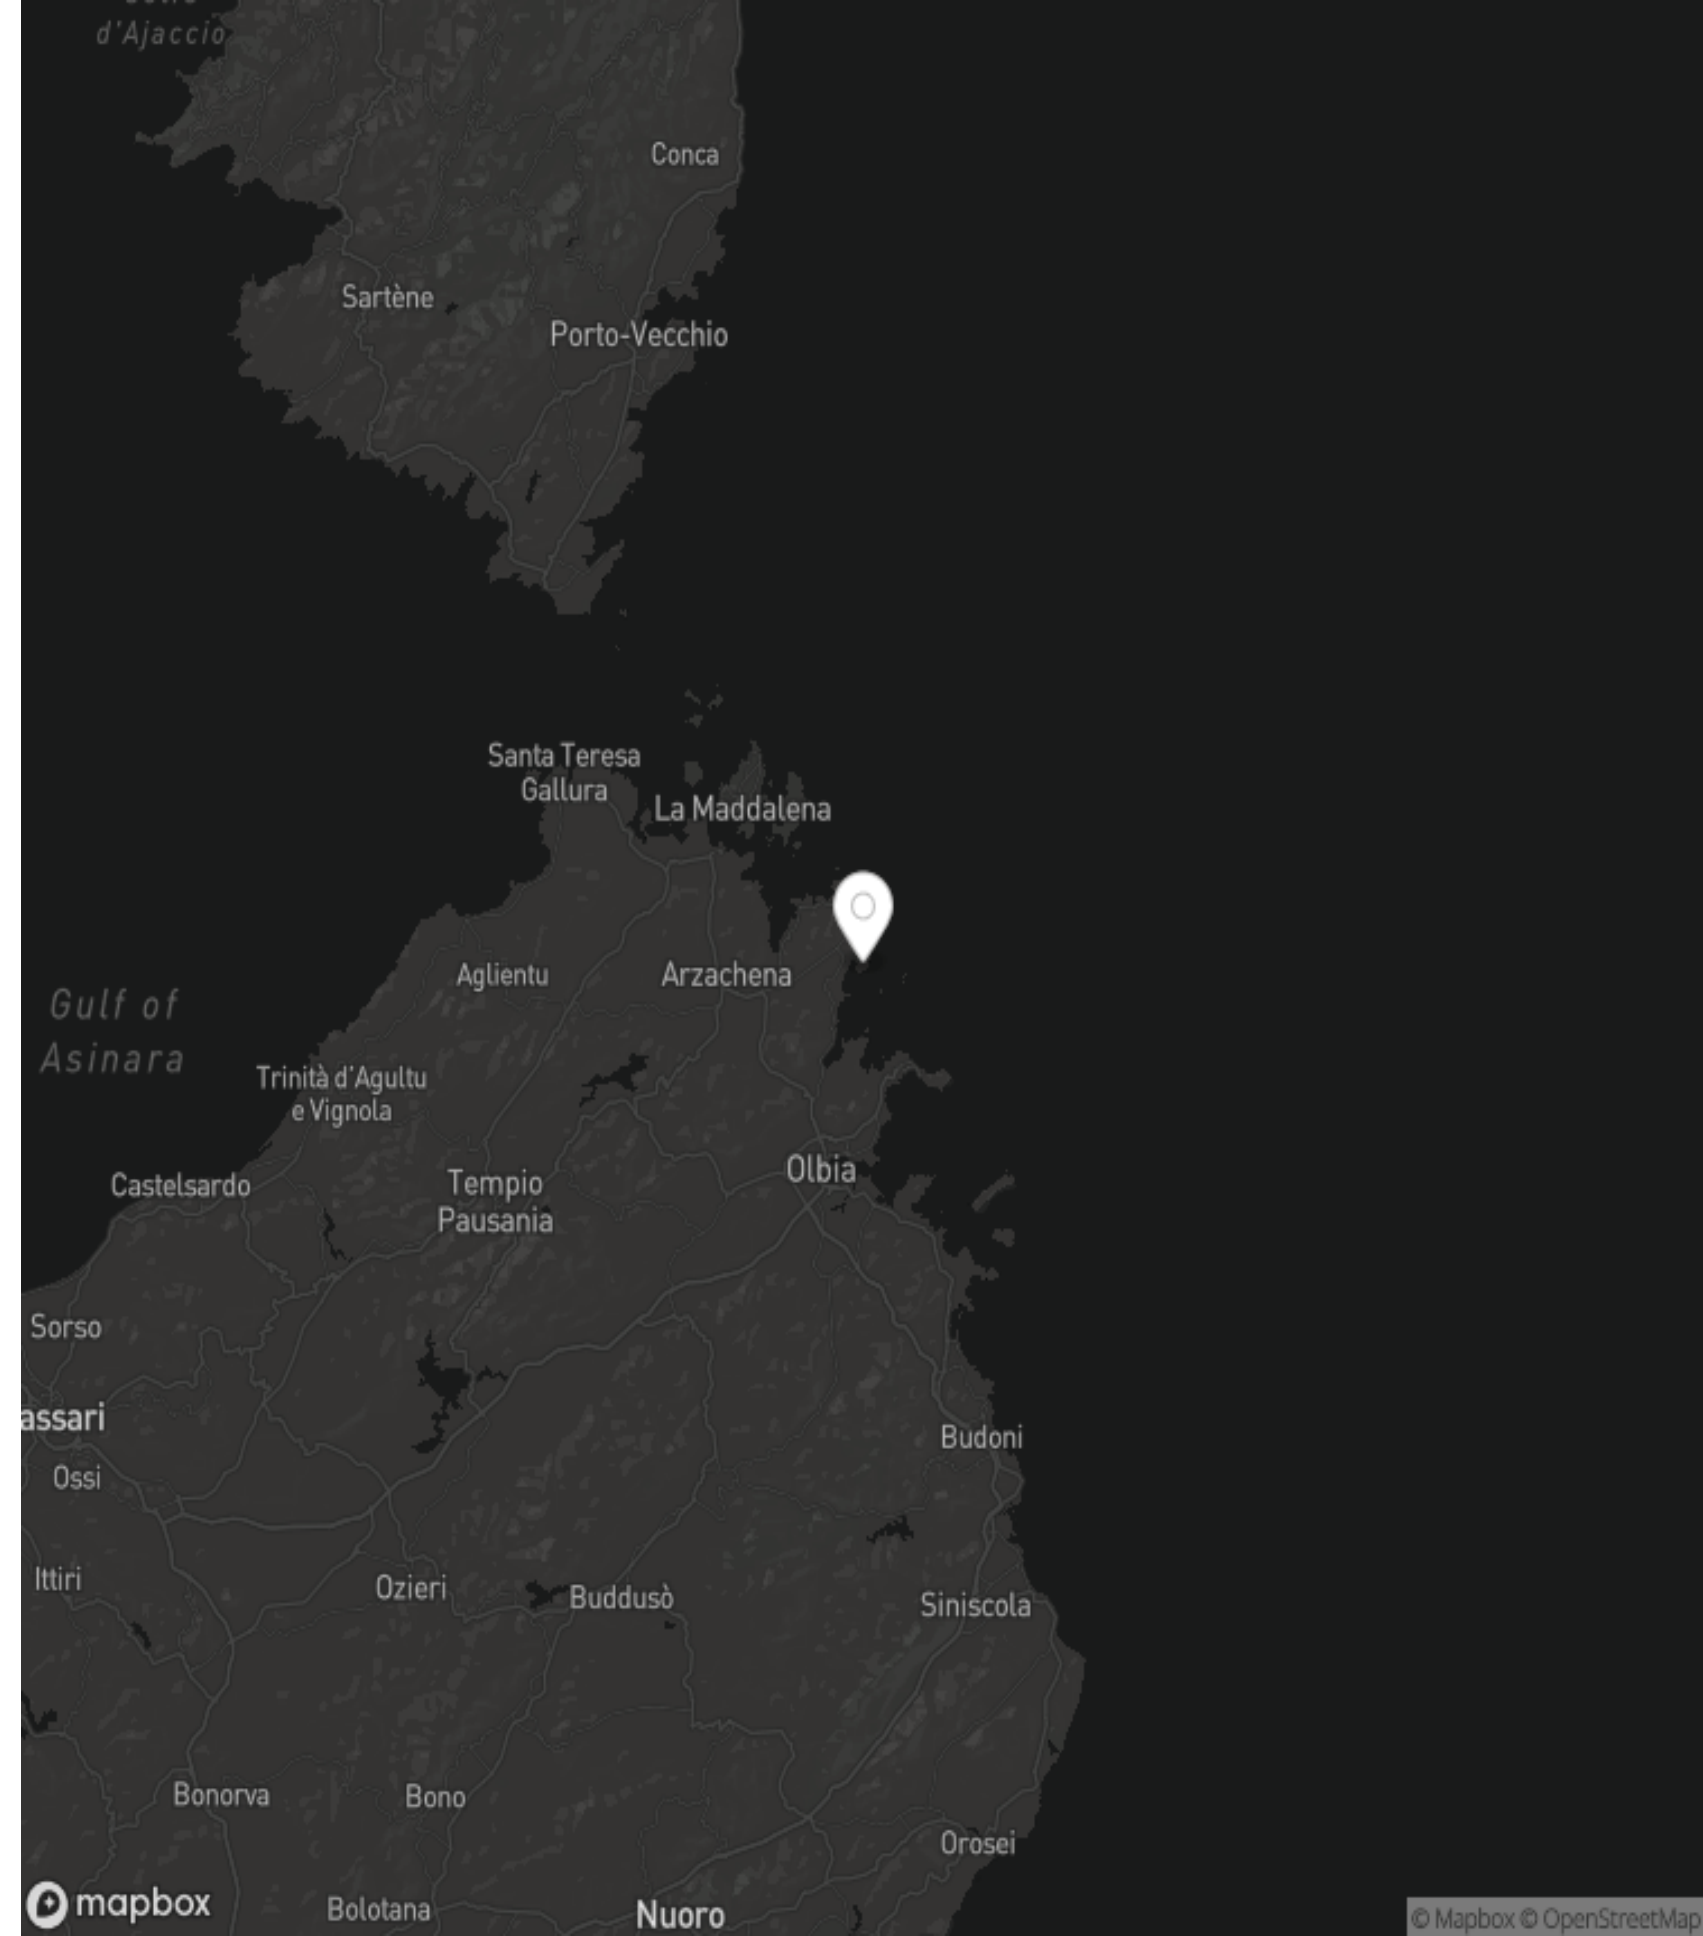 d'Ajaccio
Conca
Sartène
Porto-Vecchio
Santa Teresa
Gallura
La Maddalena
Aglientu
Arzachena
Gulf of
Asinara
Trinità d'Agultu
e Vignola
Castelsardo
Tempio
Pausania
Olbia
Sorso
assari
Ossi
Budoni
Ittiri
Ozieri
Buddusò
Siniscola
Bonorva
Bono
Orosei
mapbox
Bolotana
Nuoro
© Mapbox © OpenStreetMap